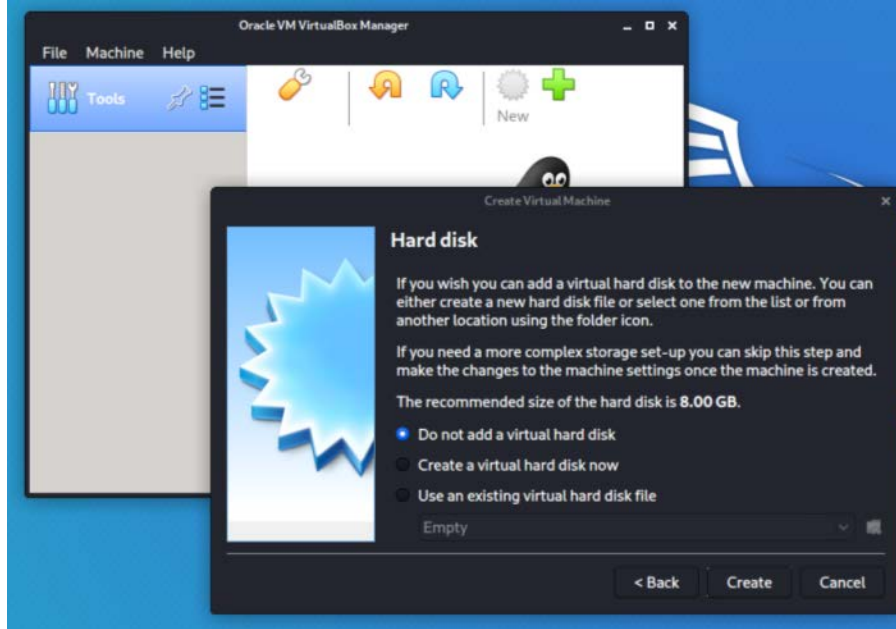 Oracle VM VirtualBox Manager
File Machine Help
Tools
New
Create Virtual Machine
Hard disk
If you wish you can add a virtual hard disk to the new machine. You can
either create a new hard disk file or select one from the list or from
another location using the folder icon.
If you need a more complex storage set-up you can skip this step and
make the changes to the machine settings once the machine is created.
The recommended size of the hard disk is 8.00 GB.
Do not add a virtual hard disk
Create a virtual hard disk now
Use an existing virtual hard disk file
Empty
< Back Create Cancel